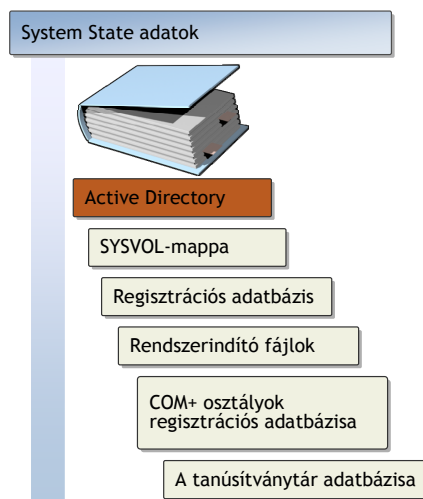 System State adatok
Active Directory
SYSVOL-mappa
Regisztrációs adatbázis
Rendszerindító fájlok
COM+ osztályok
regisztrációs adatbázisa
A tanúsítványtár adatbázisa